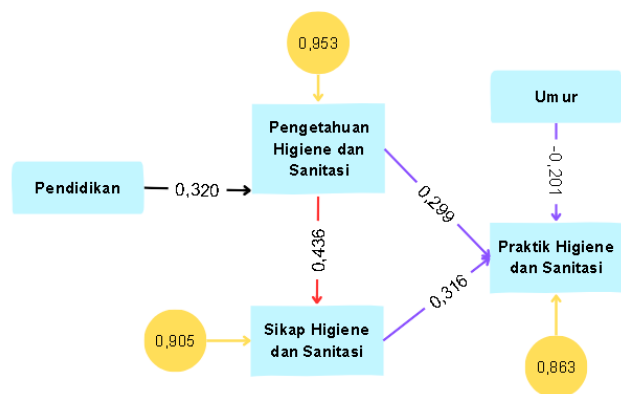 0,953
Umur
Pengetahuan
Higiene dan
Sanitasi
Pendidikan
0,320
0,299
-0,201
0,436
Praktik Higiene
dan Sanitasi
0,316
0,905
Sikap Higiene
dan Sanitasi
0,863